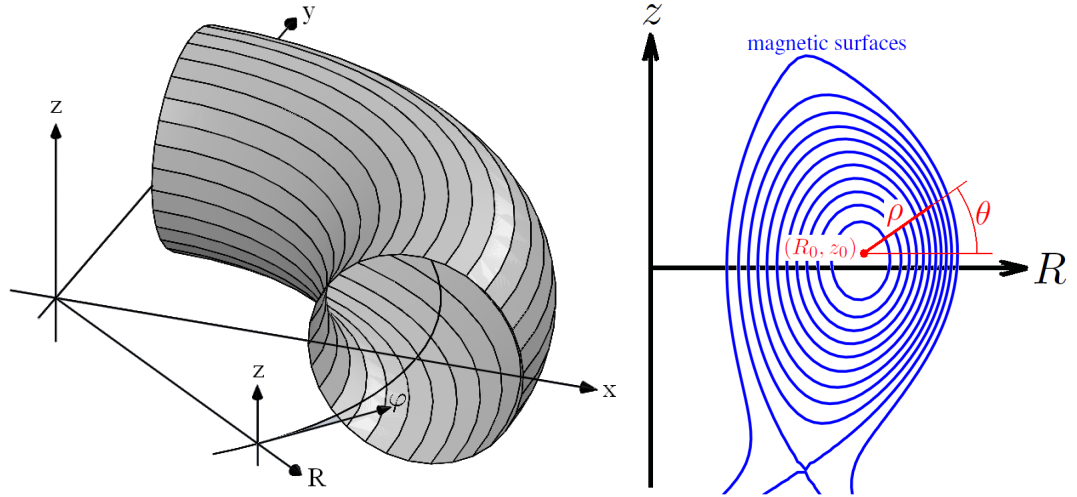 y
z
x
z
φ
R
z
magnetic surfaces
ρ
θ
(R₀, z₀)
R